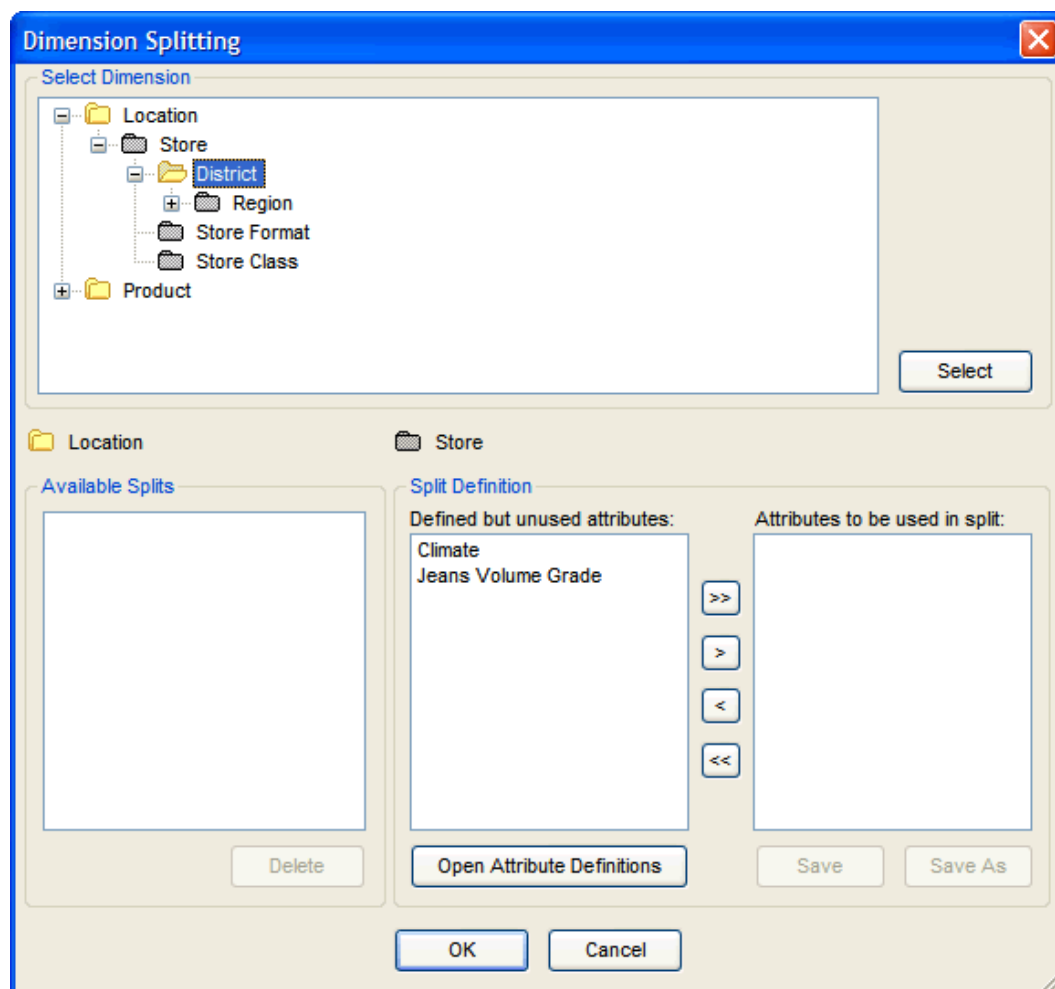 Dimension Splitting
Select Dimension
Location
Store
District
Region
Store Format
Store Class
Product
Select
Location
Store
Available Splits
Split Definition
Defined but unused attributes:
Attributes to be used in split:
Climate
Jeans Volume Grade
>>
>
<
<<
Delete
Open Attribute Definitions
Save
Save As
OK
Cancel